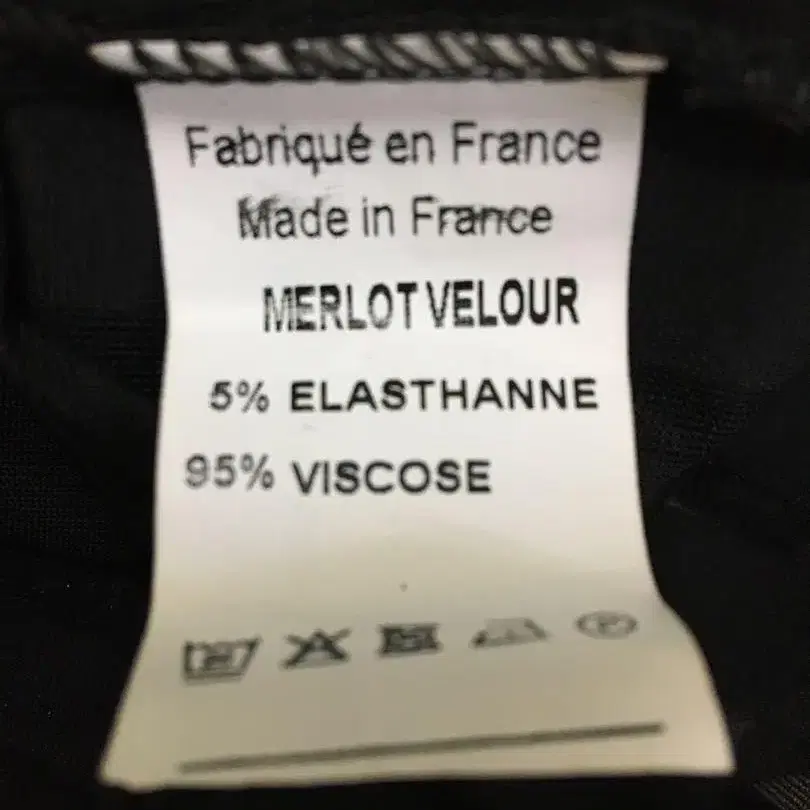 Fabriqué en France
Made in France
MERLOT VELOUR
5% ELASTHANNE
95% VISCOSE
P